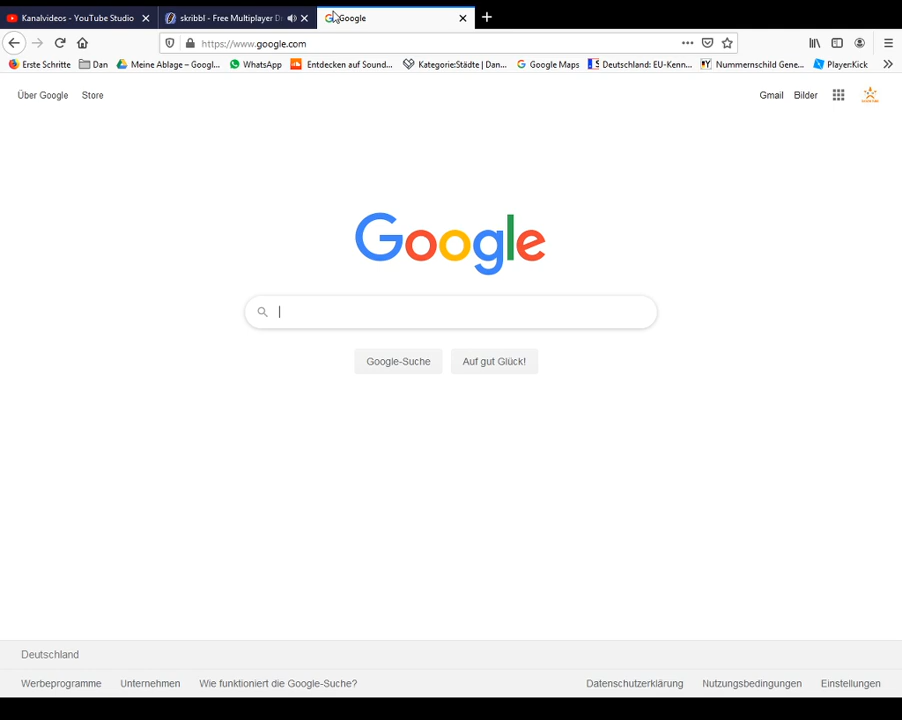 Kanalvideos - YouTube Studio skribbl - Free Multiplayer D Google
https://www.google.com
Erste Schritte Dan Meine Ablage – Googl... WhatsApp Entdecken auf Sound... Kategorie:Städte | Dan... Google Maps Deutschland: EU-Kenn... Nummernschild Gene... Player:Kick
Über Google Store Gmail Bilder
Google
Google-Suche Auf gut Glück!
Deutschland
Werbeprogramme Unternehmen Wie funktioniert die Google-Suche? Datenschutzerklärung Nutzungsbedingungen Einstellungen